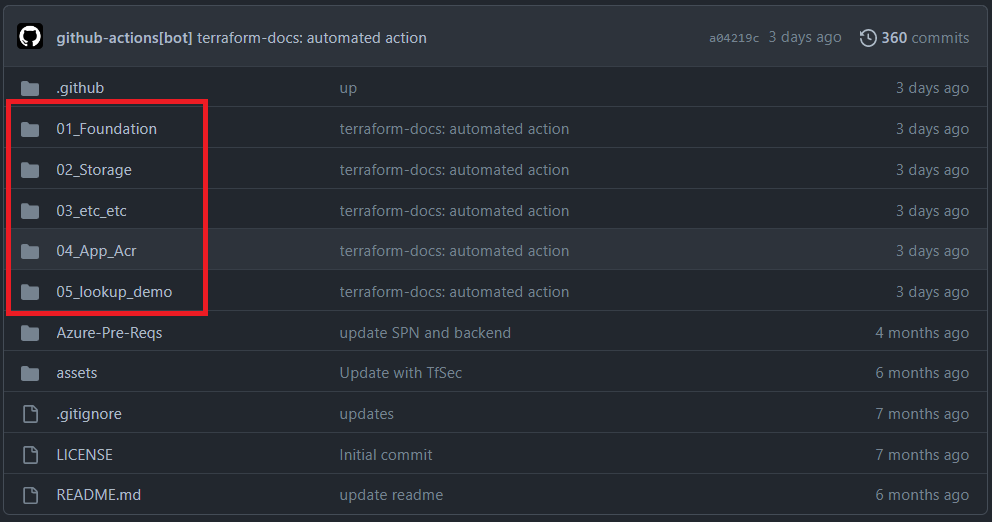 github-actions[bot] terraform-docs: automated action a04219c 3 days ago 360 commits
.github up 3 days ago
01_Foundation terraform-docs: automated action 3 days ago
02_Storage terraform-docs: automated action 3 days ago
03_etc_etc terraform-docs: automated action 3 days ago
04_App_Acr terraform-docs: automated action 3 days ago
05_lookup_demo terraform-docs: automated action 3 days ago
Azure-Pre-Reqs update SPN and backend 4 months ago
assets Update with TfSec 6 months ago
.gitignore updates 7 months ago
LICENSE Initial commit 7 months ago
README.md update readme 6 months ago